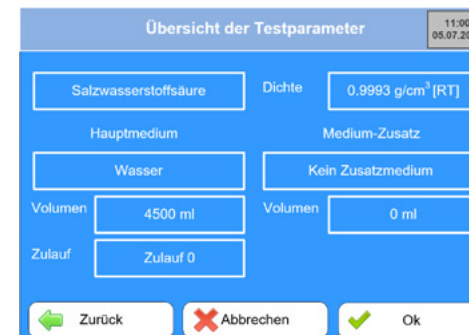 Übersicht der Testparameter
11:00
05.07.20
Salzwasserstoffsäure
Dichte
0.9993 g/cm³ [RT]
Hauptmedium
Medium-Zusatz
Wasser
Kein Zusatzmedium
Volumen
4500 ml
Volumen
0 ml
Zulauf
Zulauf 0
Zurück
Abbrechen
Ok